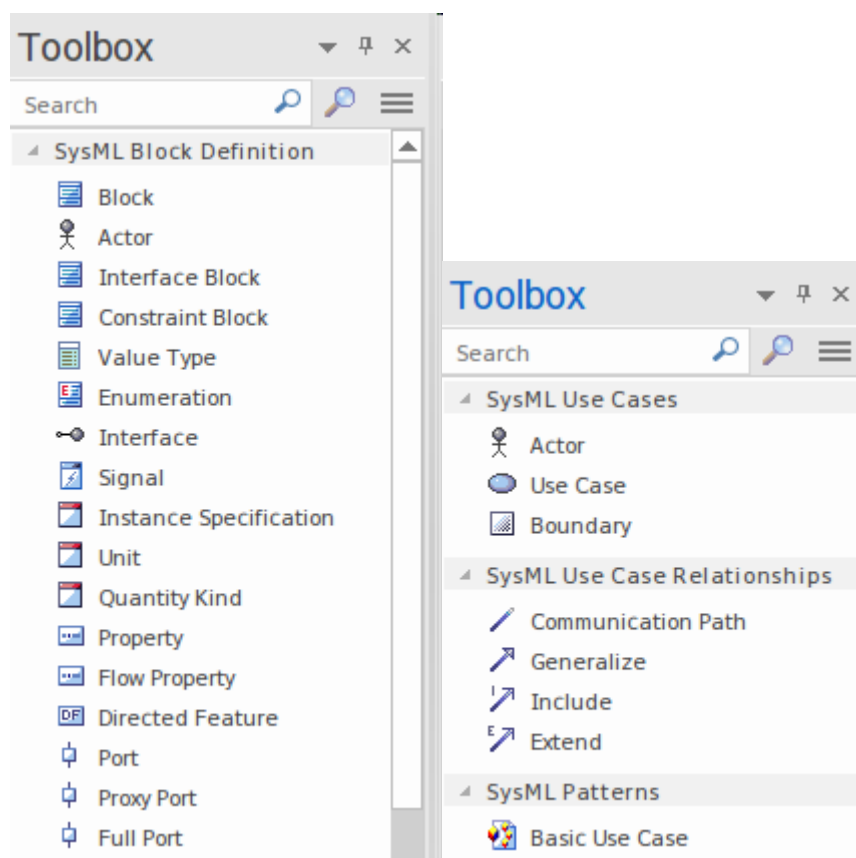 Toolbox
Search
SysML Block Definition
Block
Actor
Interface Block
Constraint Block
Value Type
Enumeration
Interface
Signal
Instance Specification
Unit
Quantity Kind
Property
Flow Property
DF Directed Feature
Port
Proxy Port
Full Port
Toolbox
Search
SysML Use Cases
Actor
Use Case
Boundary
SysML Use Case Relationships
Communication Path
Generalize
I Include
E Extend
SysML Patterns
Basic Use Case